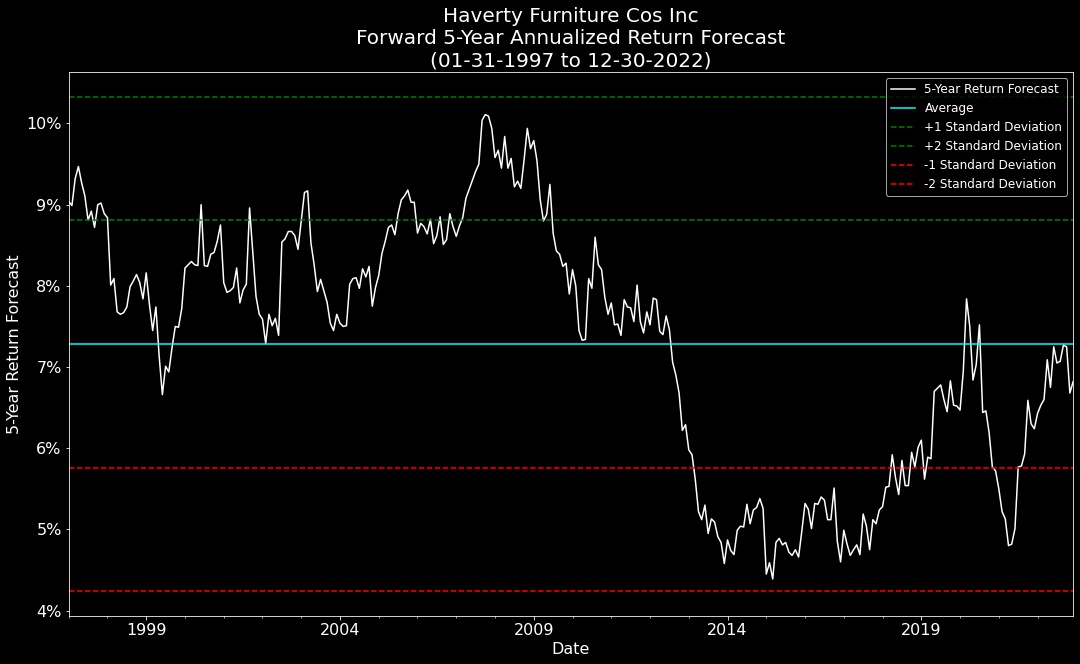 Haverty Furniture Cos Inc
Forward 5-Year Annualized Return Forecast
(01-31-1997 to 12-30-2022)
5-Year Return Forecast
Average
+1 Standard Deviation
+2 Standard Deviation
-1 Standard Deviation
-2 Standard Deviation
10%
9%
8%
7%
6%
5%
4%
5-Year Return Forecast
1999
2004
2009
2014
2019
Date